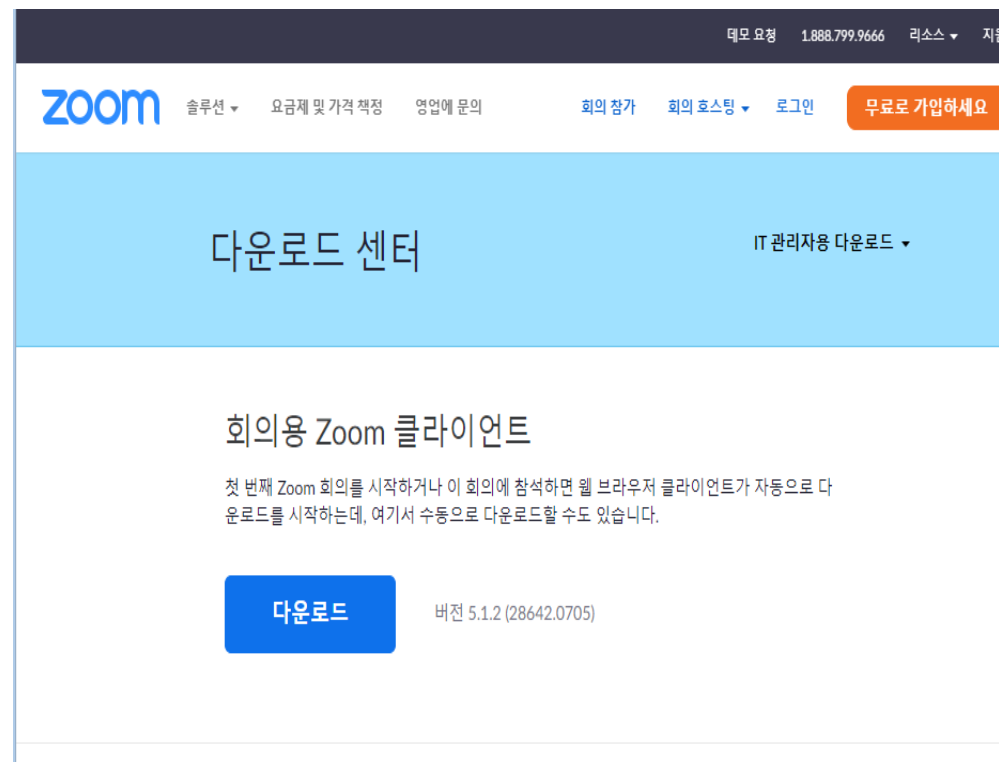 데모 요청 1.888.799.9666 리소스
zoom 솔루션 요금제 및 가격 책정 영업에 문의 회의 참가 회의 호스팅 로그인 무료로 가입하세요
다운로드 센터 IT 관리자용 다운로드
회의용 Zoom 클라이언트
첫 번째 Zoom 회의를 시작하거나 이 회의에 참석하면 웹 브라우저 클라이언트가 자동으로 다
운로드를 시작하는데, 여기서 수동으로 다운로드할 수도 있습니다.
다운로드 버전 5.1.2 (28642.0705)